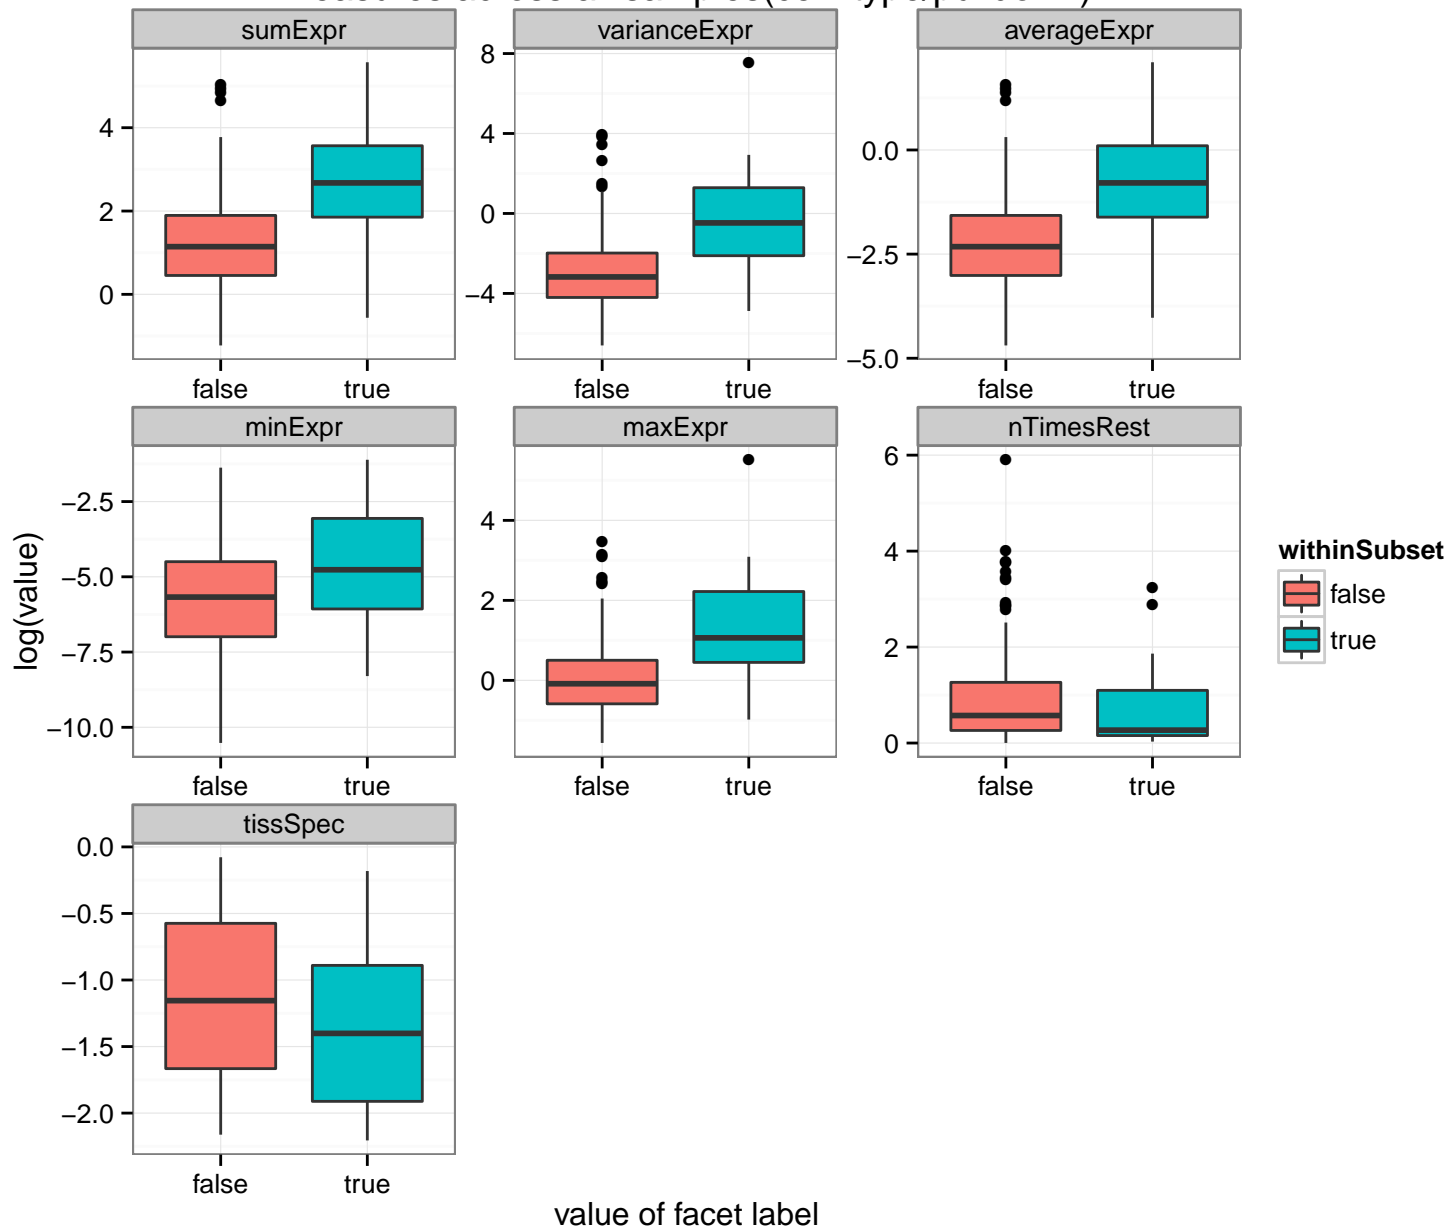 sumExpr
varianceExpr
averageExpr
4
2
0
8
4
0
−4
0.0
−2.5
−5.0
false
true
false
true
false
true
minExpr
maxExpr
nTimesRest
log(value)
−2.5
−5.0
−7.5
−10.0
4
2
0
6
4
2
0
false
true
false
true
false
true
withinSubset
false
true
tissSpec
0.0
−0.5
−1.0
−1.5
−2.0
false
true
value of facet label